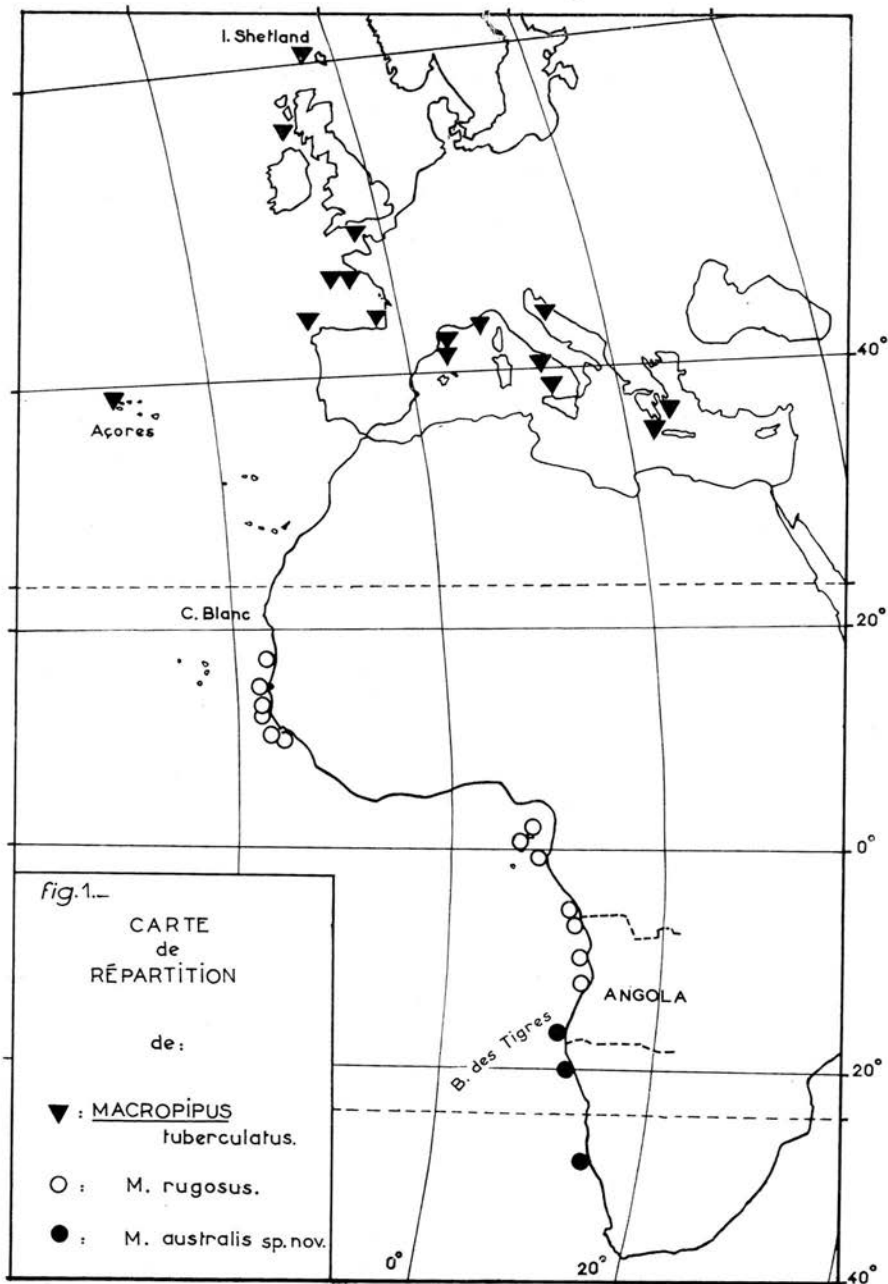 I. Shetland
40°
Açores
C. Blanc
20°
0°
ANGOLA
B. des Tigres
20°
fig.1._
CARTE
de
RÉPARTITION
de:
▼ : MACROPIPUS
tuberculatus.
○ : M. rugosus.
● : M. australis sp.nov.
0°
20°
40°